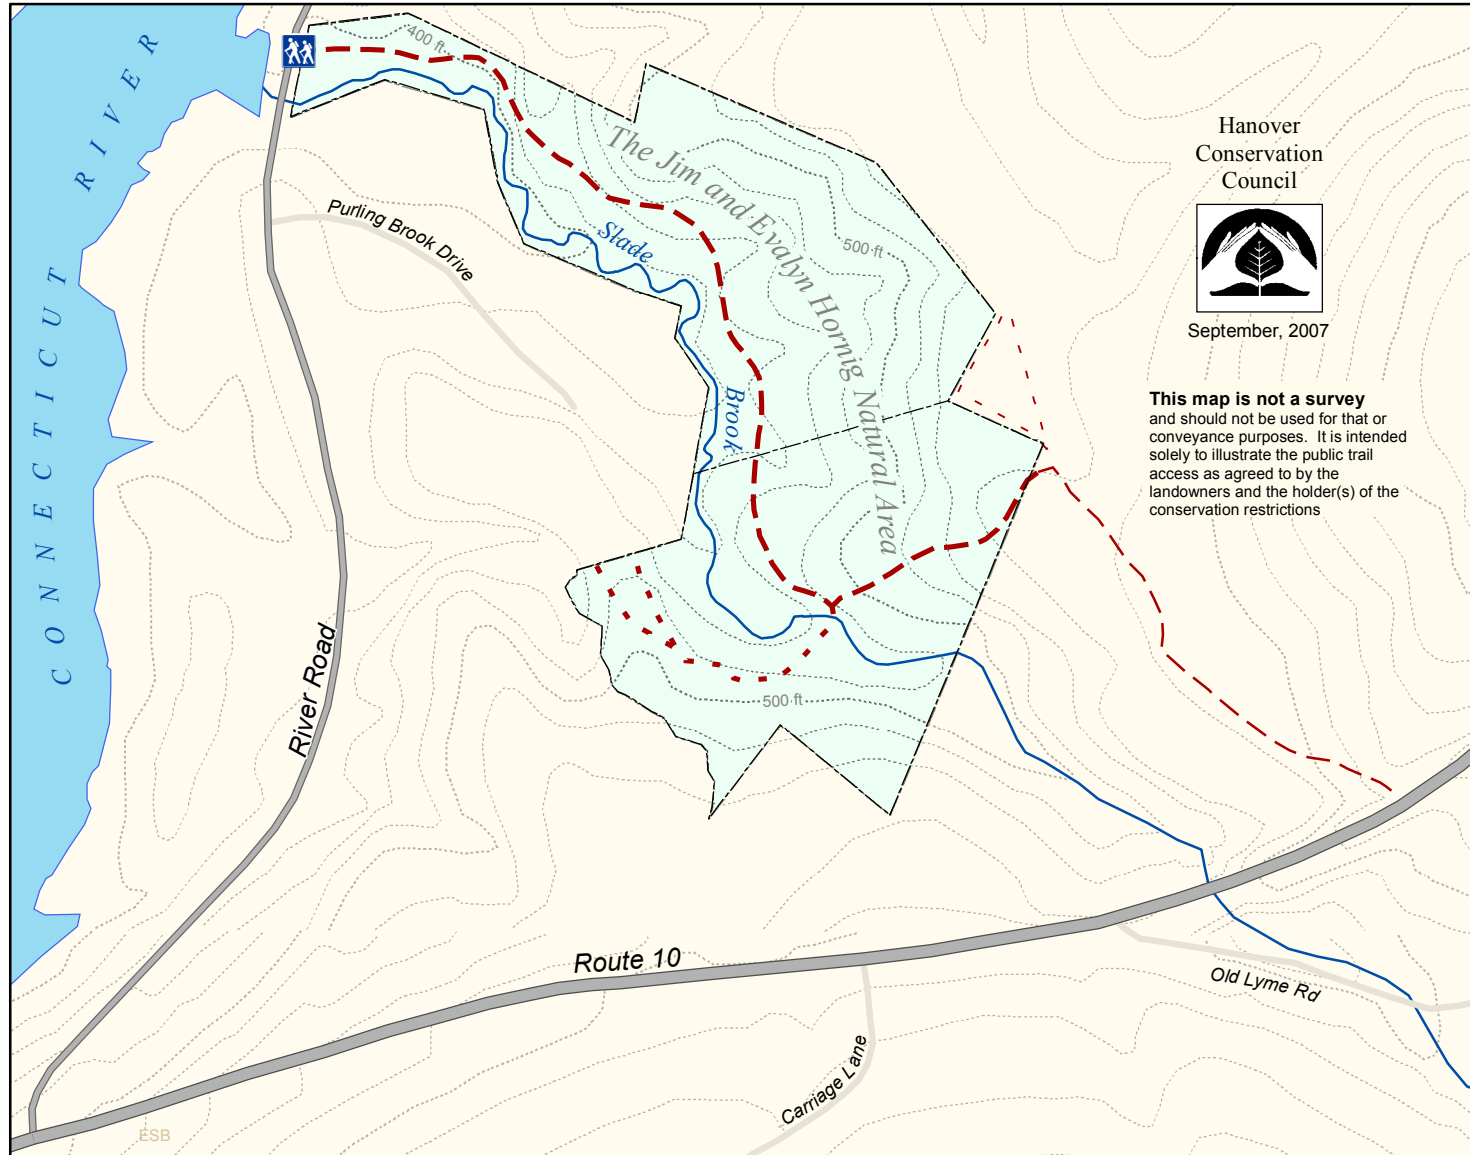 CONNECTICUT RIVER
400 ft
The Jim and Evalyn Hornig Natural Area
Hanover
Conservation
Council
September, 2007
Purling Brook Drive
Slade
Brook
500 ft
This map is not a survey
and should not be used for that or
conveyance purposes. It is intended
solely to illustrate the public trail
access as agreed to by the
landowners and the holder(s) of the
conservation restrictions
River Road
500 ft
Route 10
Old Lyme Rd
Carriage Lane
ESB